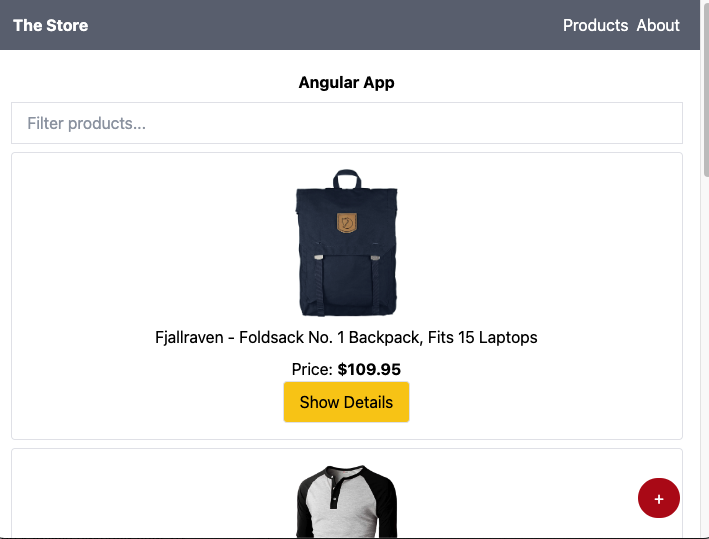 The Store Products About
Angular App
Filter products...
Fjallraven - Foldsack No. 1 Backpack, Fits 15 Laptops
Price: $109.95
Show Details
+